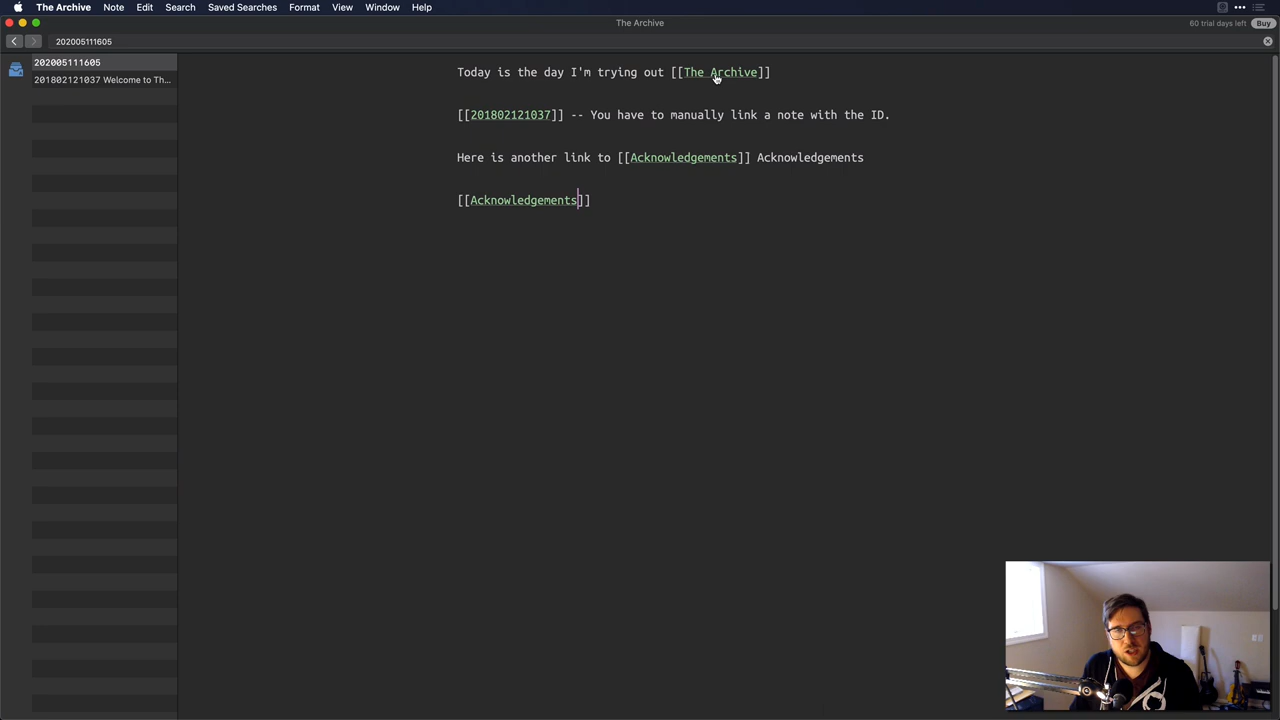 The Archive Note Edit Search Saved Searches Format View Window Help
The Archive
60 trial days left Buy
202005111605
202005111605
201802121037 Welcome to Th...
Today is the day I'm trying out [[The Archive]]
[[201802121037]] -- You have to manually link a note with the ID.
Here is another link to [[Acknowledgements]] Acknowledgements
[[Acknowledgements]]